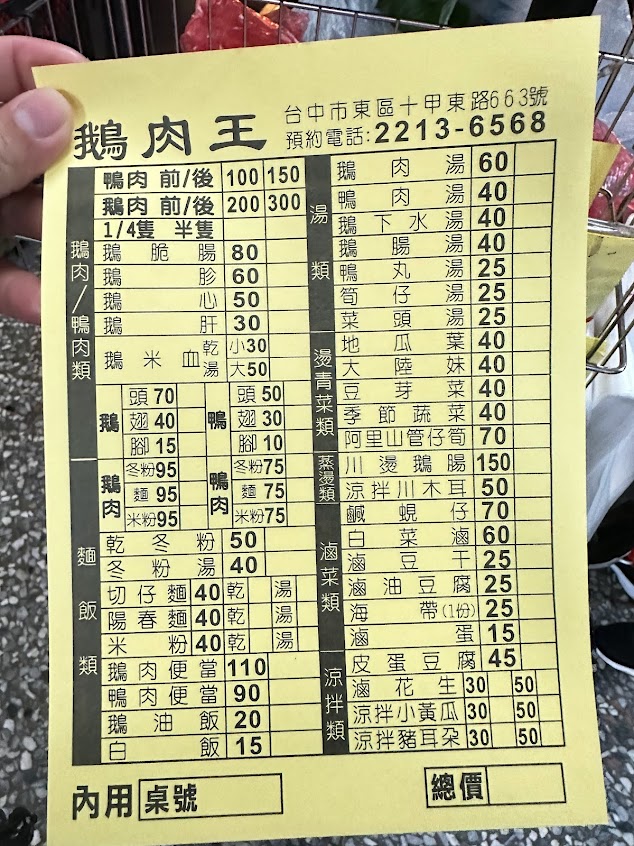 鵝肉王
台中市東區十甲東路663號
預約電話:2213-6568
鵝肉/鴨肉類
鴨肉 前/後 100 150
鵝肉 前/後 200 300
1/4隻 半隻
鵝脆腸 80
鵝胗 60
鵝心 50
鵝肝 30
鵝米血 乾湯 小30 大50
鵝
頭70
翅40
腳15
鴨
頭50
翅30
腳10
麵飯類
鵝肉
冬粉95
麵95
米粉95
鴨肉
冬粉75
麵75
米粉75
乾冬粉 50
冬粉湯 40
切仔麵 40 乾 湯
陽春麵 40 乾 湯
米粉 40 乾 湯
鵝肉便當 110
鴨肉便當 90
鵝油飯 20
白飯 15
湯類
鵝肉湯 60
鴨肉湯 40
鵝下水湯 40
鵝腸湯 40
鴨丸湯 25
筍仔湯 25
菜頭湯 25
燙青菜類
地瓜葉 40
大陸妹 40
豆芽菜 40
季節蔬菜 40
阿里山管仔筍 70
蒸燙類
川燙鵝腸 150
涼拌川木耳 50
滷菜類
鹹蜆仔 70
白菜滷 60
滷豆干 25
滷油豆腐 25
海帶(1份) 25
滷蛋 15
涼拌類
皮蛋豆腐 45
滷花生 30 50
涼拌小黃瓜 30 50
涼拌豬耳朵 30 50
內用 桌號
總價